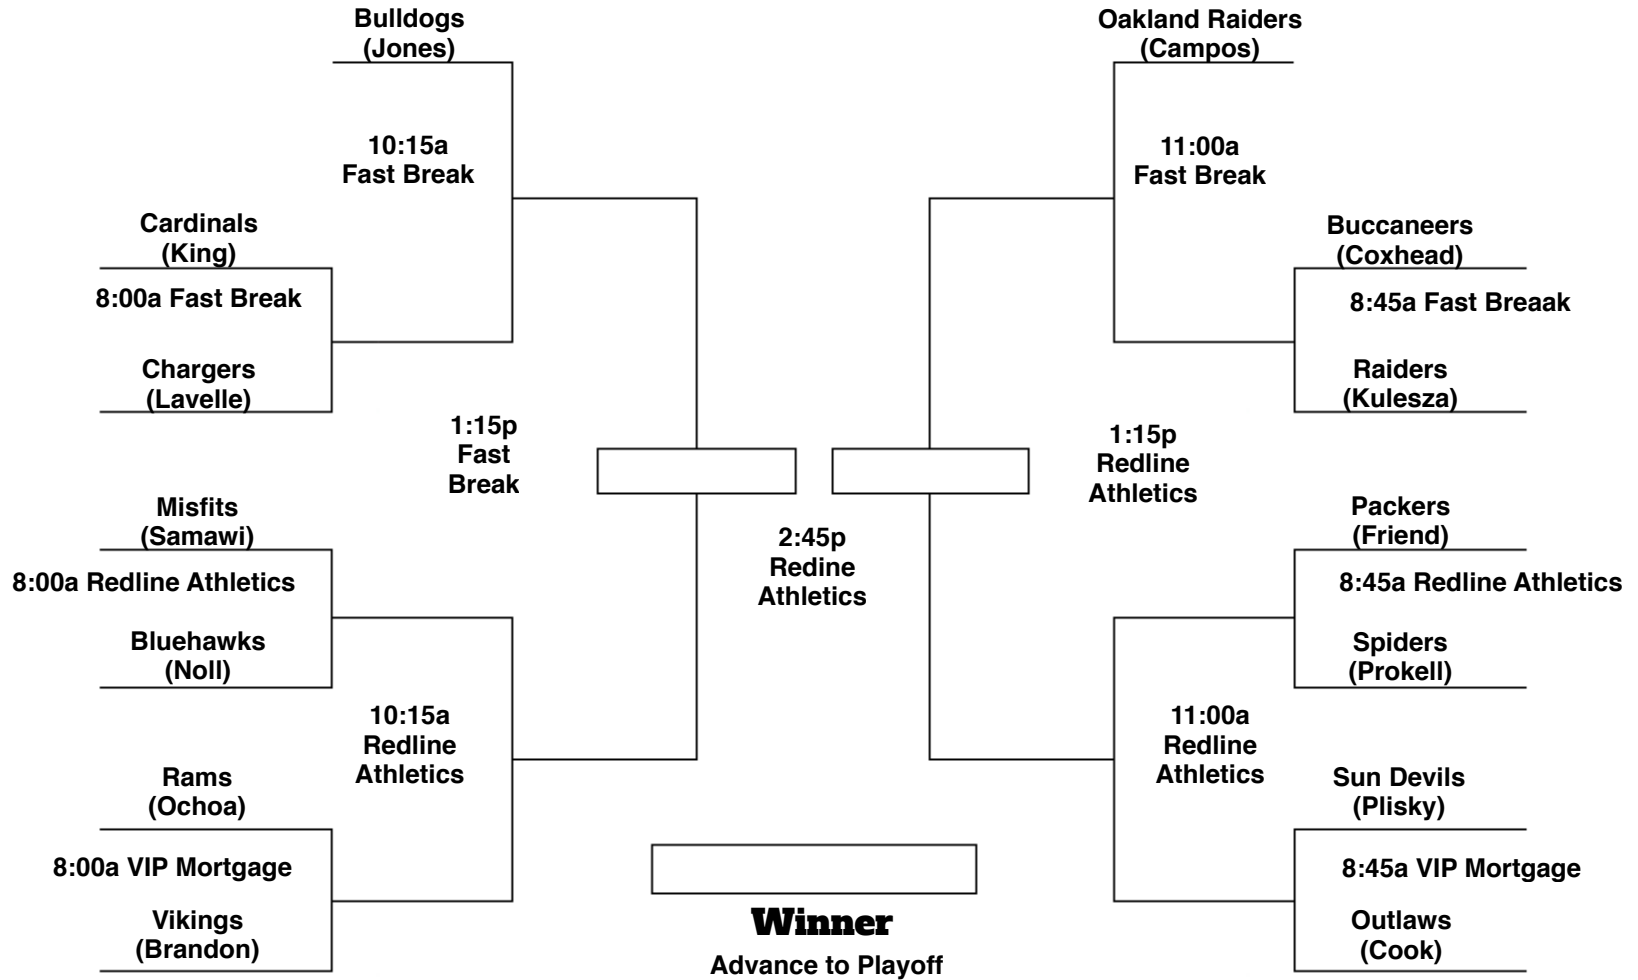 Bulldogs
(Jones)
Oakland Raiders
(Campos)
10:15a
Fast Break
11:00a
Fast Break
Cardinals
(King)
8:00a Fast Break
Chargers
(Lavelle)
Buccaneers
(Coxhead)
8:45a Fast Breaak
Raiders
(Kulesza)
1:15p
Fast
Break
1:15p
Redline
Athletics
2:45p
Redine
Athletics
Misfits
(Samawi)
8:00a Redline Athletics
Bluehawks
(Noll)
Packers
(Friend)
8:45a Redline Athletics
Spiders
(Prokell)
10:15a
Redline
Athletics
11:00a
Redline
Athletics
Rams
(Ochoa)
8:00a VIP Mortgage
Vikings
(Brandon)
Sun Devils
(Plisky)
8:45a VIP Mortgage
Outlaws
(Cook)
Winner
Advance to Playoff